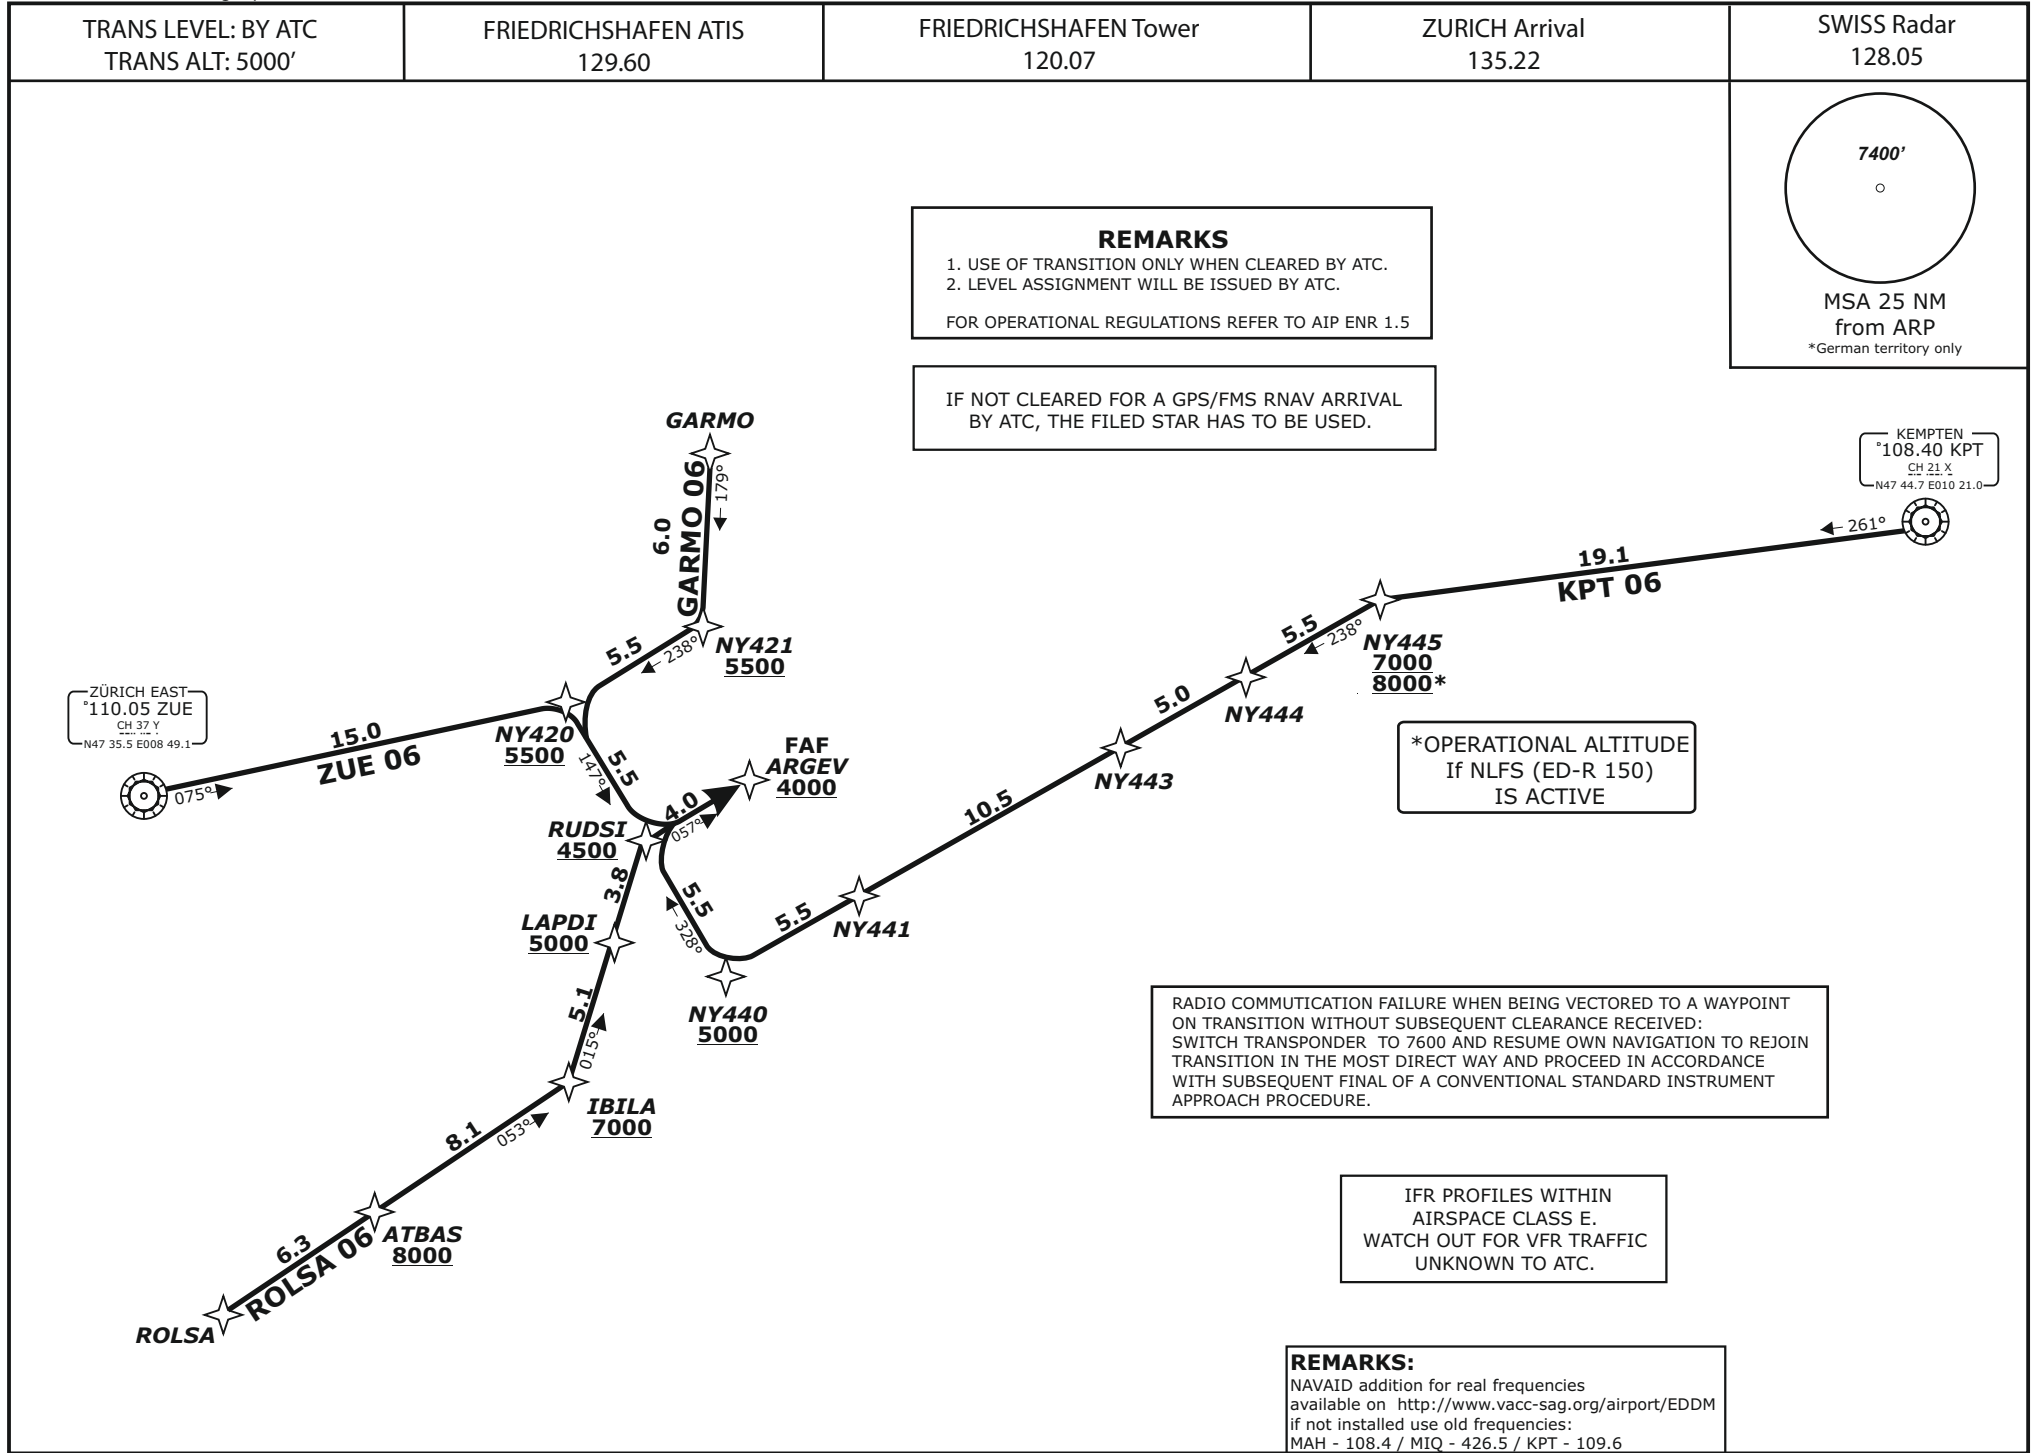 TRANS LEVEL: BY ATC
TRANS ALT: 5000’
FRIEDRICHSHAFEN ATIS
129.60
FRIEDRICHSHAFEN Tower
120.07
ZURICH Arrival
135.22
SWISS Radar
128.05
7400’
MSA 25 NM
from ARP
*German territory only
REMARKS
1. USE OF TRANSITION ONLY WHEN CLEARED BY ATC.
2. LEVEL ASSIGNMENT WILL BE ISSUED BY ATC.
FOR OPERATIONAL REGULATIONS REFER TO AIP ENR 1.5
IF NOT CLEARED FOR A GPS/FMS RNAV ARRIVAL
BY ATC, THE FILED STAR HAS TO BE USED.
GARMO
179°
6.0
GARMO 06
NY421
5500
238°
5.5
KEMPTEN
108.40 KPT
CH 21 X
N47 44.7 E010 21.0
261°
19.1
KPT 06
NY445
7000
8000*
238°
5.5
NY444
5.0
NY443
10.5
NY441
5.5
NY440
5000
328°
5.5
*OPERATIONAL ALTITUDE
If NLFS (ED-R 150)
IS ACTIVE
ZÜRICH EAST
110.05 ZUE
CH 37 Y
N47 35.5 E008 49.1
075°
15.0
ZUE 06
NY420
5500
147°
5.5
FAF
ARGEV
4000
4.0
057°
RUDSI
4500
3.8
LAPDI
5000
5.1
015°
IBILA
7000
8.1
053°
ATBAS
8000
6.3
ROLSA 06
ROLSA
RADIO COMMUTICATION FAILURE WHEN BEING VECTORED TO A WAYPOINT
ON TRANSITION WITHOUT SUBSEQUENT CLEARANCE RECEIVED:
SWITCH TRANSPONDER TO 7600 AND RESUME OWN NAVIGATION TO REJOIN
TRANSITION IN THE MOST DIRECT WAY AND PROCEED IN ACCORDANCE
WITH SUBSEQUENT FINAL OF A CONVENTIONAL STANDARD INSTRUMENT
APPROACH PROCEDURE.
IFR PROFILES WITHIN
AIRSPACE CLASS E.
WATCH OUT FOR VFR TRAFFIC
UNKNOWN TO ATC.
REMARKS:
NAVAID addition for real frequencies
available on http://www.vacc-sag.org/airport/EDDM
if not installed use old frequencies:
MAH - 108.4 / MIQ - 426.5 / KPT - 109.6